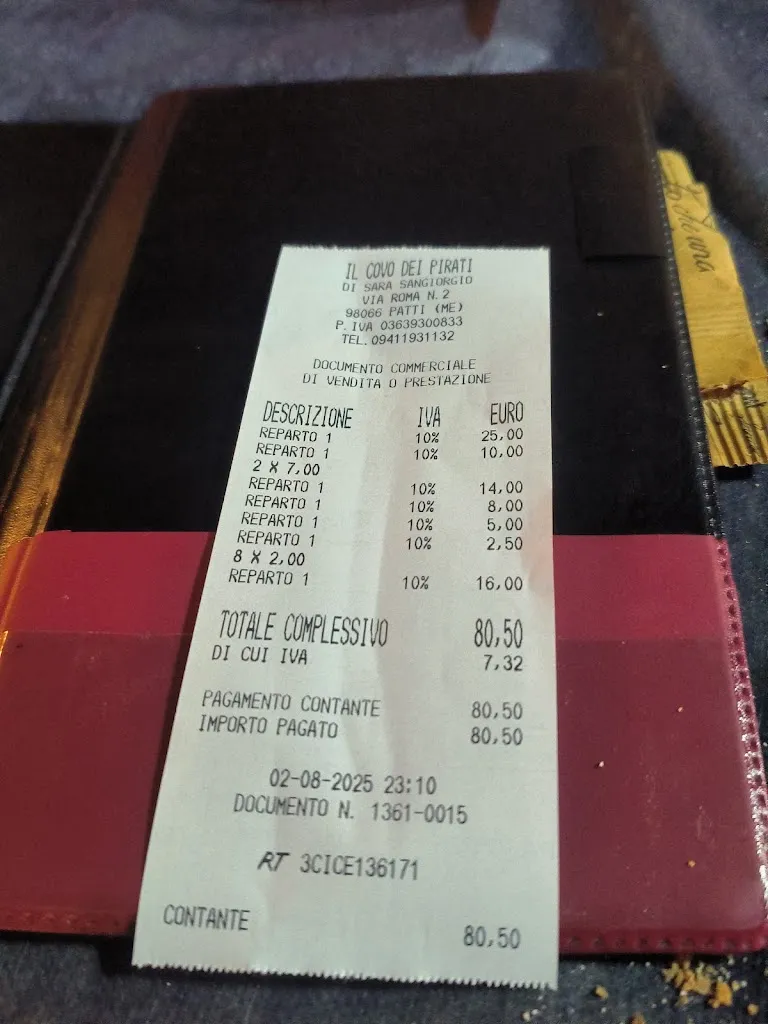 IL COVO DEI PIRATI
DI SARA SANGIORGIO
VIA ROMA N. 2
98066 PATTI (ME)
P. IVA 03639300833
TEL. 09411931132
DOCUMENTO COMMERCIALE
DI VENDITA O PRESTAZIONE
DESCRIZIONE IVA EURO
REPARTO 1 10% 25,00
REPARTO 1 10% 10,00
2 X 7,00
REPARTO 1 10% 14,00
REPARTO 1 10% 8,00
REPARTO 1 10% 5,00
REPARTO 1 10% 2,50
8 X 2,00
REPARTO 1 10% 16,00
TOTALE COMPLESSIVO 80,50
DI CUI IVA 7,32
PAGAMENTO CONTANTE 80,50
IMPORTO PAGATO 80,50
02-08-2025 23:10
DOCUMENTO N. 1361-0015
RT 3CICE136171
CONTANTE 80,50